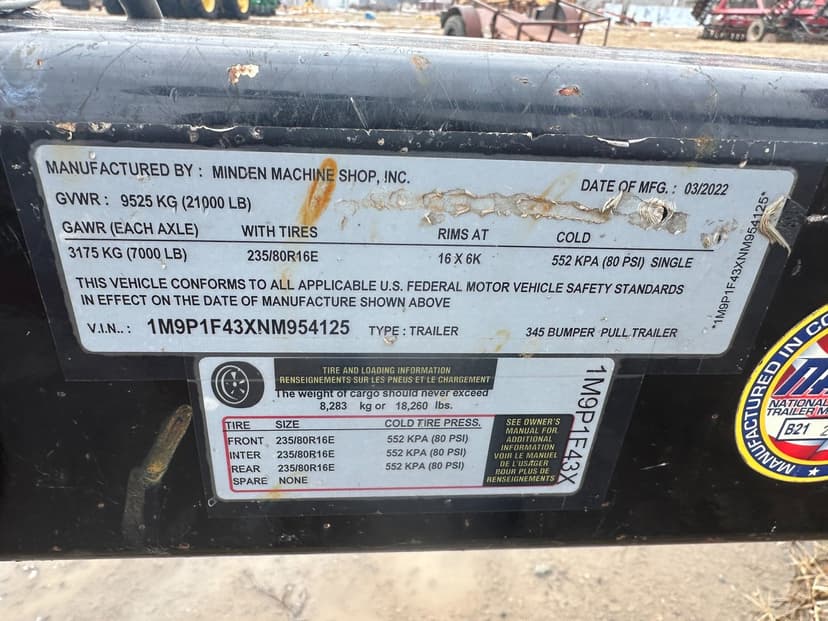 MANUFACTURED BY : MINDEN MACHINE SHOP, INC.
DATE OF MFG. : 03/2022
GVWR : 9525 KG (21000 LB)
GAWR (EACH AXLE) WITH TIRES RIMS AT COLD
3175 KG (7000 LB) 235/80R16E 16 X 6K 552 KPA (80 PSI) SINGLE
THIS VEHICLE CONFORMS TO ALL APPLICABLE U.S. FEDERAL MOTOR VEHICLE SAFETY STANDARDS
IN EFFECT ON THE DATE OF MANUFACTURE SHOWN ABOVE
V.I.N.. : 1M9P1F43XNM954125 TYPE : TRAILER 345 BUMPER PULL TRAILER
*1M9P1F43XNM954125*
TIRE AND LOADING INFORMATION
RENSEIGNEMENTS SUR LES PNEUS ET LE CHARGEMENT
The weight of cargo should never exceed
8,283 kg or 18,260 lbs.
TIRE SIZE COLD TIRE PRESS.
FRONT 235/80R16E 552 KPA (80 PSI)
INTER 235/80R16E 552 KPA (80 PSI)
REAR 235/80R16E 552 KPA (80 PSI)
SPARE NONE
SEE OWNER'S
MANUAL FOR
ADDITIONAL
INFORMATION
VOIR LE MANUEL
DE L'USAGER
POUR PLUS DE
RENSEIGNEMENTS
1M9P1F43X
MANUFACTURED IN CO
NATIONAL
TRAILER M
B21